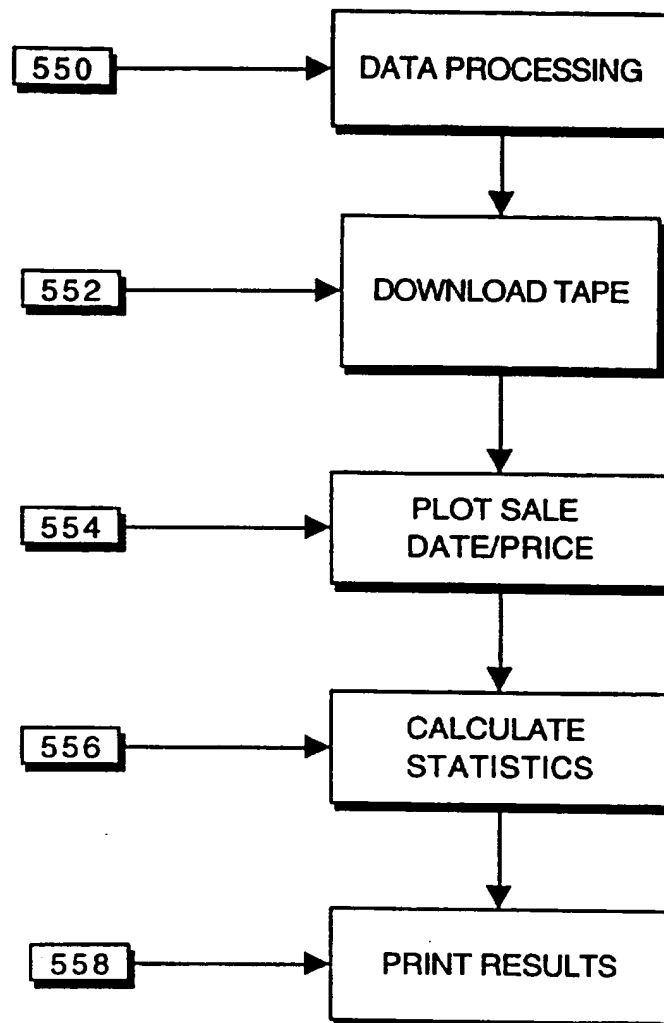 550
DATA PROCESSING
552
DOWNLOAD TAPE
554
PLOT SALE
DATE/PRICE
556
CALCULATE
STATISTICS
558
PRINT RESULTS